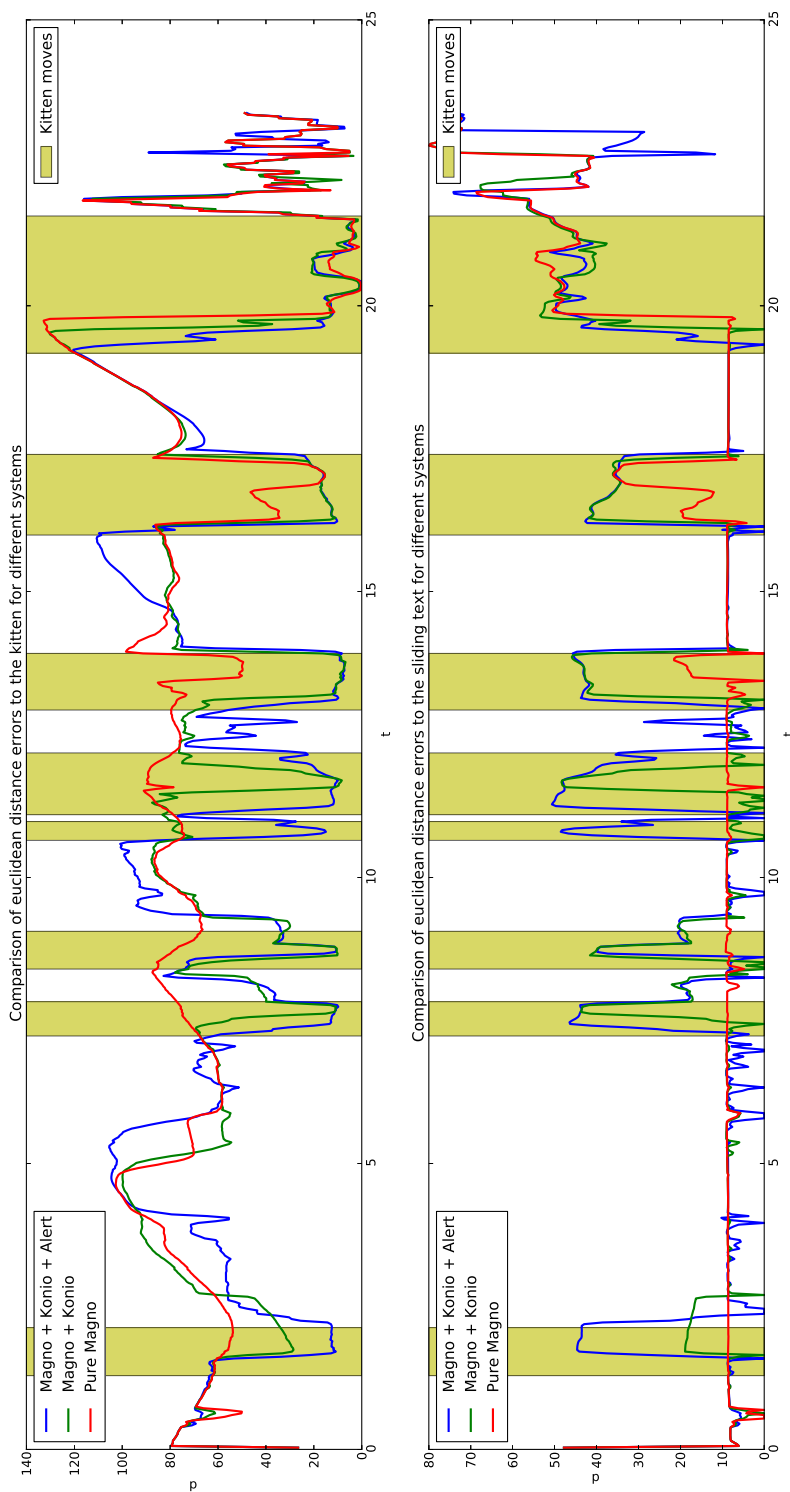 Comparison of euclidean distance errors to the kitten for different systems
140
120
100
80
60
40
20
0
d
Magno + Konio + Alert
Magno + Konio
Pure Magno
Kitten moves
0
5
10
15
20
25
t
Comparison of euclidean distance errors to the sliding text for different systems
80
70
60
50
40
30
20
10
0
d
Magno + Konio + Alert
Magno + Konio
Pure Magno
Kitten moves
0
5
10
15
20
25
t